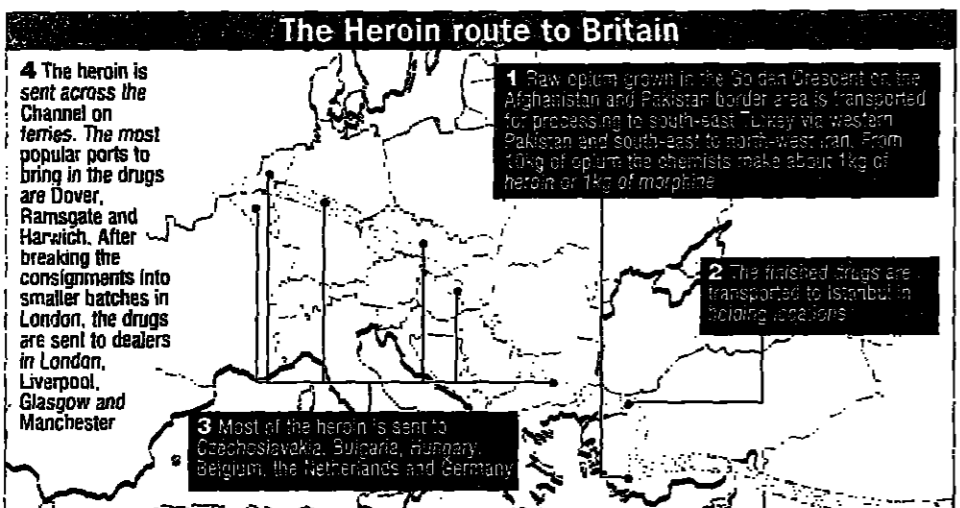 The Heroin route to Britain
4 The heroin is
sent across the
Channel on
ferries. The most
popular ports to
bring in the drugs
are Dover,
Ramsgate and
Harwich. After
breaking the
consignments into
smaller batches in
London, the drugs
are sent to dealers
in London,
Liverpool,
Glasgow and
Manchester
1 Raw opium grown in the Golden Crescent on the
Afghanistan and Pakistan border area is transported
for processing to south-east Turkey via western
Pakistan and south-east to north-west Iran. From
10kg of opium the chemists make about 1kg of
heroin or 1kg of morphine
2 The finished drugs are
transported to Istanbul in
holding locations
3 Most of the heroin is sent to
Czechoslavakia, Bulgaria, Hungary,
Belgium, the Netherlands and Germany